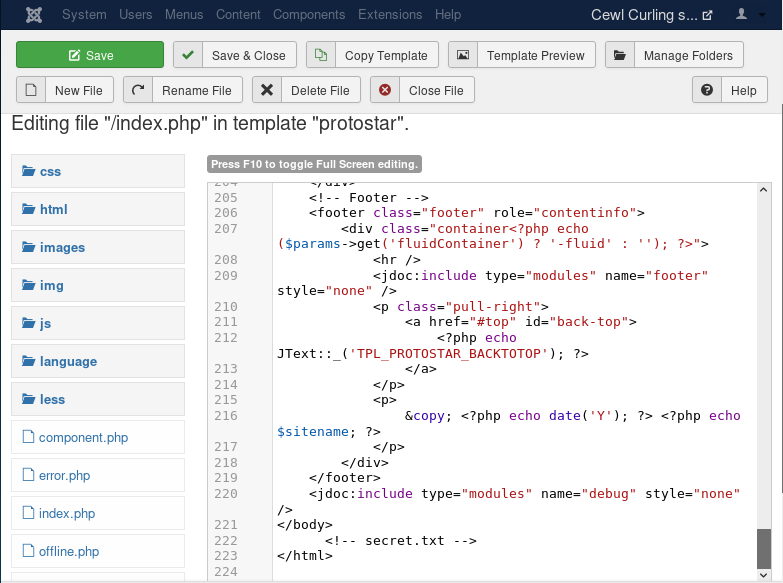 System Users Menus Content Components Extensions Help Cewl Curling s...
Save Save & Close Copy Template Template Preview Manage Folders
New File Rename File Delete File Close File Help
Editing file "/index.php" in template "protostar".
css
html
images
img
js
language
less
component.php
error.php
index.php
offline.php
Press F10 to toggle Full Screen editing.
204 </div>
205 <!-- Footer -->
206 <footer class="footer" role="contentinfo">
207 <div class="container<?php echo
($params->get('fluidContainer') ? '-fluid' : ''); ?>">
208 <hr />
209 <jdoc:include type="modules" name="footer"
style="none" />
210 <p class="pull-right">
211 <a href="#top" id="back-top">
212 <?php echo
JText::_('TPL_PROTOSTAR_BACKTOTOP'); ?>
213 </a>
214 </p>
215 <p>
216 &copy; <?php echo date('Y'); ?> <?php echo
$sitename; ?>
217 </p>
218 </div>
219 </footer>
220 <jdoc:include type="modules" name="debug" style="none"
/>
221 </body>
222 <!-- secret.txt -->
223 </html>
224